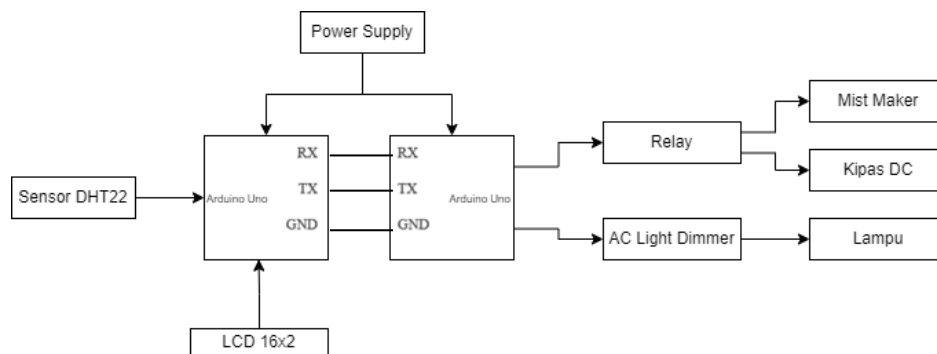 Power Supply
Sensor DHT22
Arduino Uno
RX
TX
GND
RX
TX
GND
Arduino Uno
LCD 16x2
Relay
AC Light Dimmer
Mist Maker
Kipas DC
Lampu